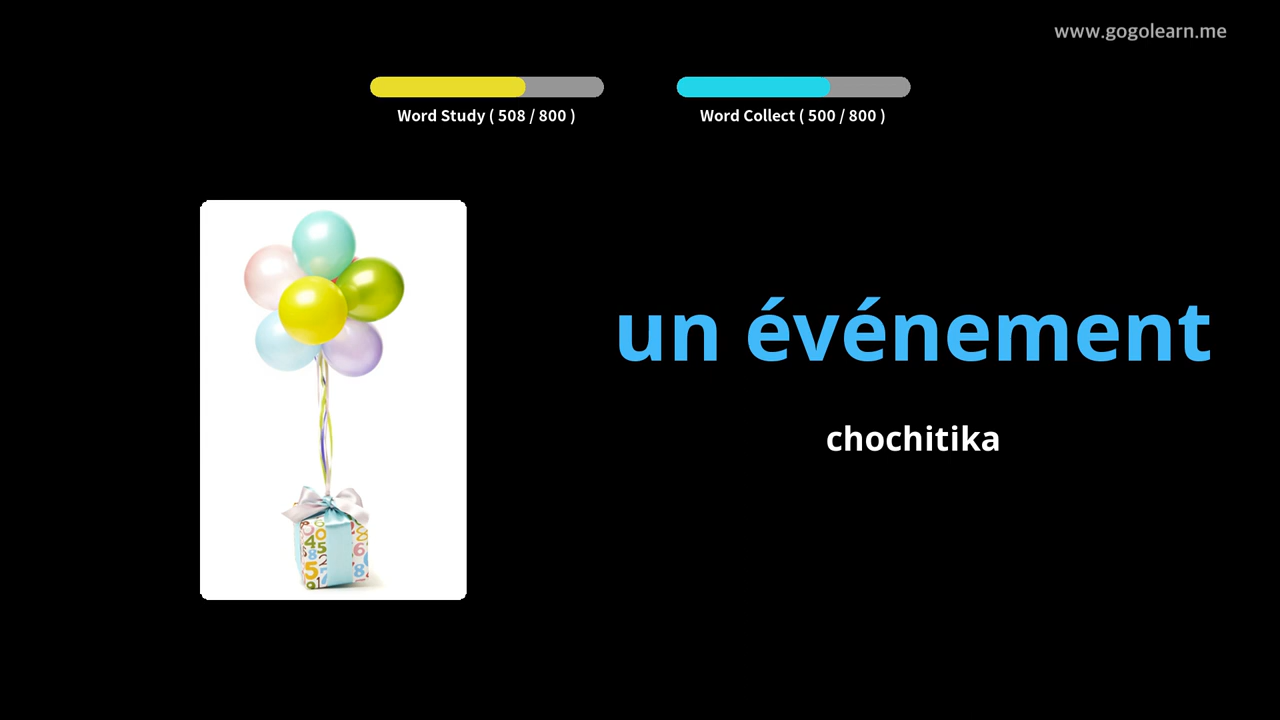 www.gogolearn.me
Word Study ( 508 / 800 )
Word Collect ( 500 / 800 )
un événement
chochitika